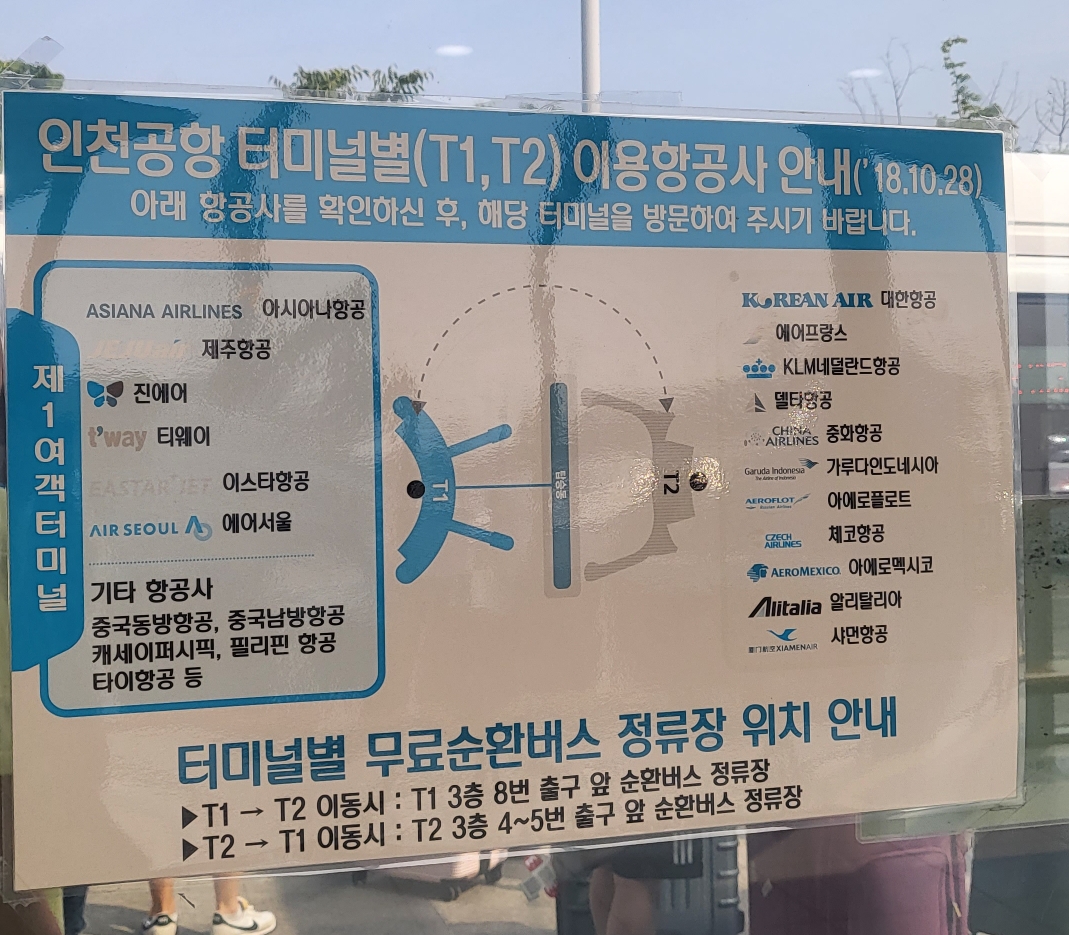 인천공항 터미널별(T1,T2) 이용항공사 안내('18.10.28)
아래 항공사를 확인하신 후, 해당 터미널을 방문하여 주시기 바랍니다.
제1여객터미널
ASIANA AIRLINES 아시아나항공
제주항공
진에어
t'way 티웨이
EASTAR JET 이스타항공
AIR SEOUL 에어서울
기타 항공사
중국동방항공, 중국남방항공
캐세이퍼시픽, 필리핀 항공
타이항공 등
T1
탑승동
T2
KOREAN AIR 대한항공
에어프랑스
KLM네덜란드항공
델타항공
CHINA AIRLINES 중화항공
Garuda Indonesia 가루다인도네시아
The Airline of Indonesia
AEROFLOT 아에로플로트
Russian Airlines
CZECH AIRLINES 체코항공
AEROMEXICO. 아에로멕시코
Alitalia 알리탈리아
厦门航空 XIAMENAIR 샤먼항공
터미널별 무료순환버스 정류장 위치 안내
▶T1 → T2 이동시 : T1 3층 8번 출구 앞 순환버스 정류장
▶T2 → T1 이동시 : T2 3층 4~5번 출구 앞 순환버스 정류장